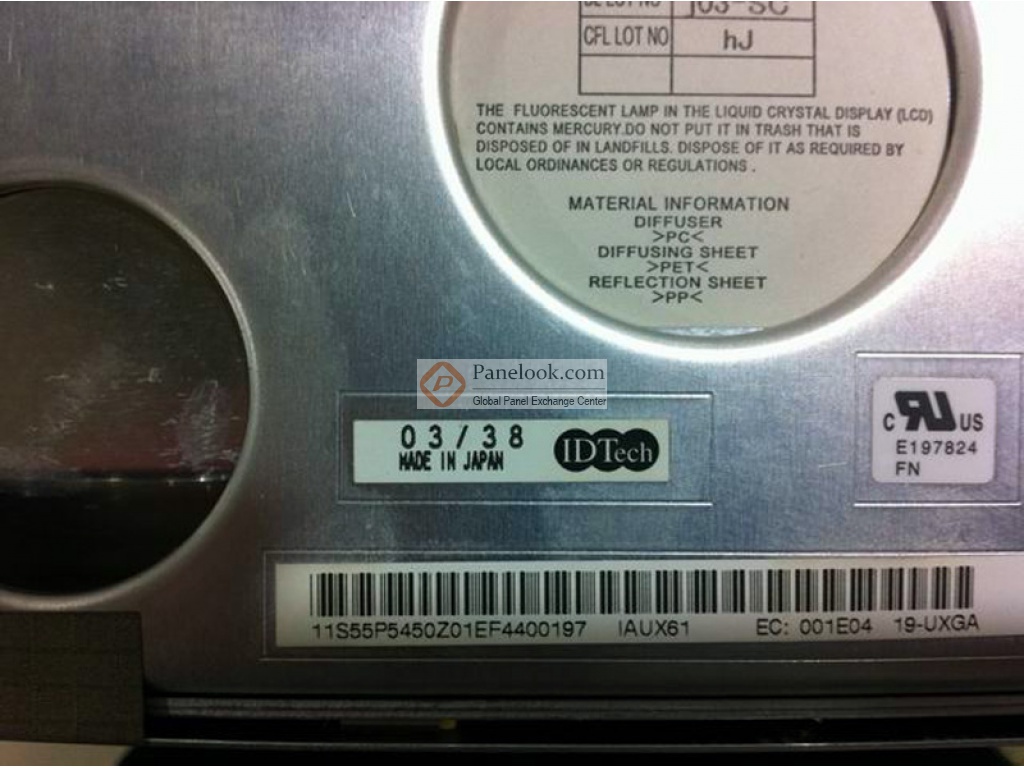 CFL LOT NO hJ
THE FLUORESCENT LAMP IN THE LIQUID CRYSTAL DISPLAY (LCD)
CONTAINS MERCURY.DO NOT PUT IT IN TRASH THAT IS
DISPOSED OF IN LANDFILLS. DISPOSE OF IT AS REQUIRED BY
LOCAL ORDINANCES OR REGULATIONS .
MATERIAL INFORMATION
DIFFUSER
>PC<
DIFFUSING SHEET
>PET<
REFLECTION SHEET
>PP<
Panelook.com
Global Panel Exchange Center
03/38
MADE IN JAPAN
IDTech
C RU US
E197824
FN
11S55P5450Z01EF4400197 IAUX61 EC: 001E04 19-UXGA